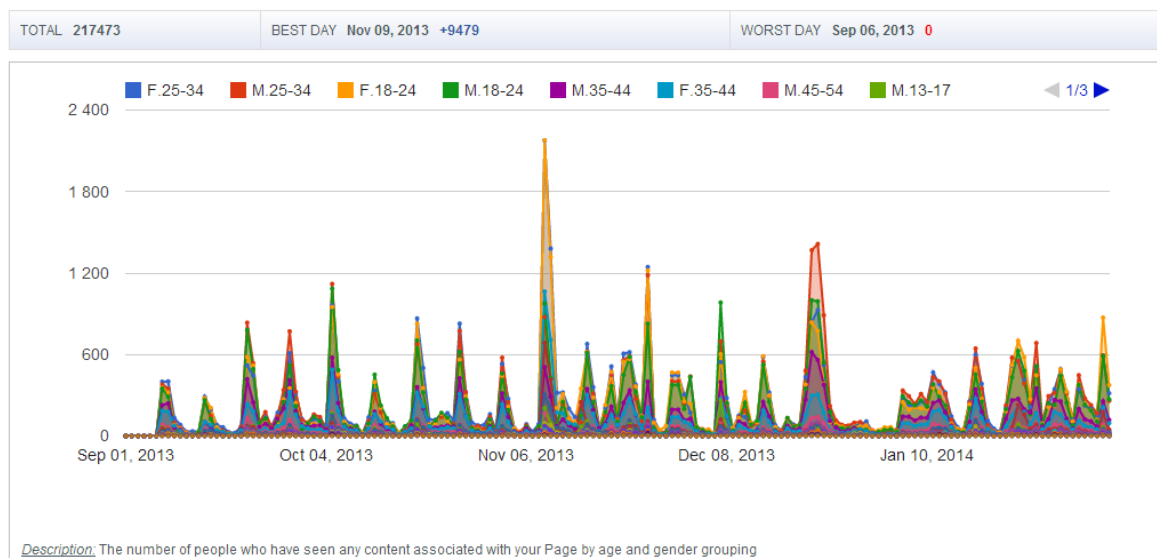 TOTAL 217473 BEST DAY Nov 09, 2013 +9479 WORST DAY Sep 06, 2013 0
F.25-34 M.25-34 F.18-24 M.18-24 M.35-44 F.35-44 M.45-54 M.13-17 1/3
2 400
1 800
1 200
600
0
Sep 01, 2013 Oct 04, 2013 Nov 06, 2013 Dec 08, 2013 Jan 10, 2014
Description: The number of people who have seen any content associated with your Page by age and gender grouping